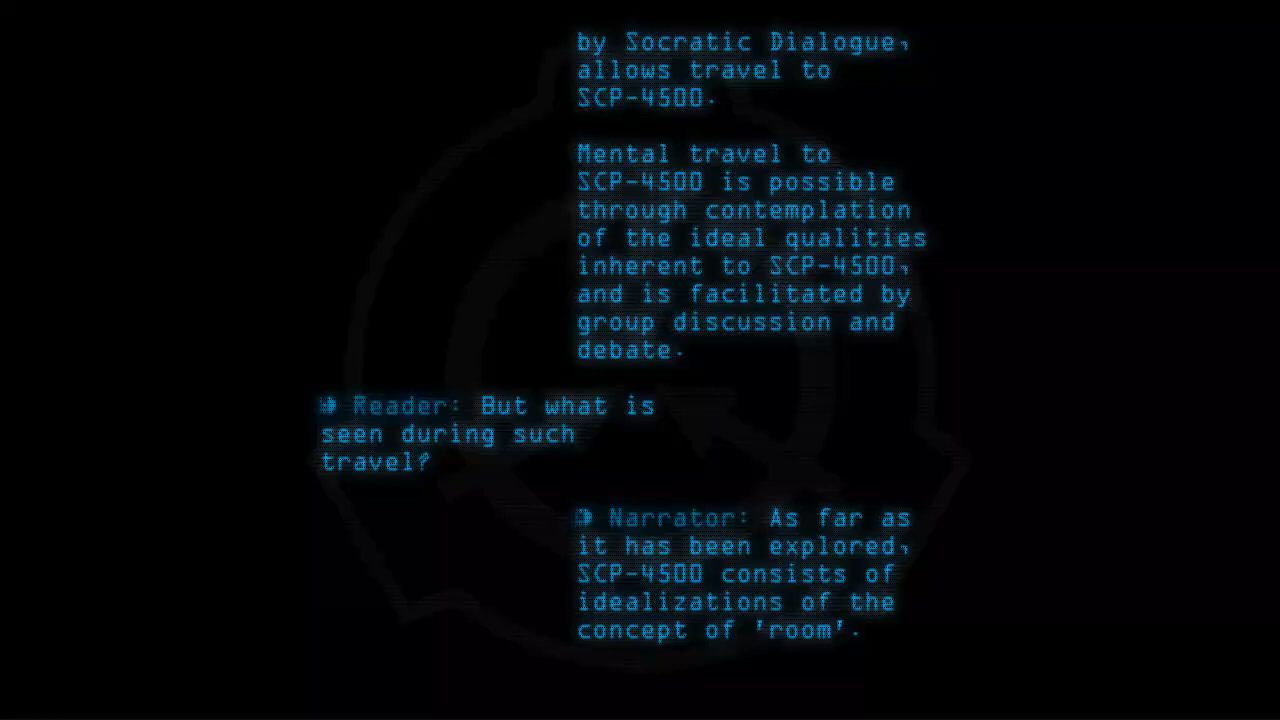 by Socratic Dialogue,
allows travel to
SCP-4500.
Mental travel to
SCP-4500 is possible
through contemplation
of the ideal qualities
inherent to SCP-4500,
and is facilitated by
group discussion and
debate.
Reader: But what is
seen during such
travel?
Narrator: As far as
it has been explored,
SCP-4500 consists of
idealizations of the
concept of 'room'.